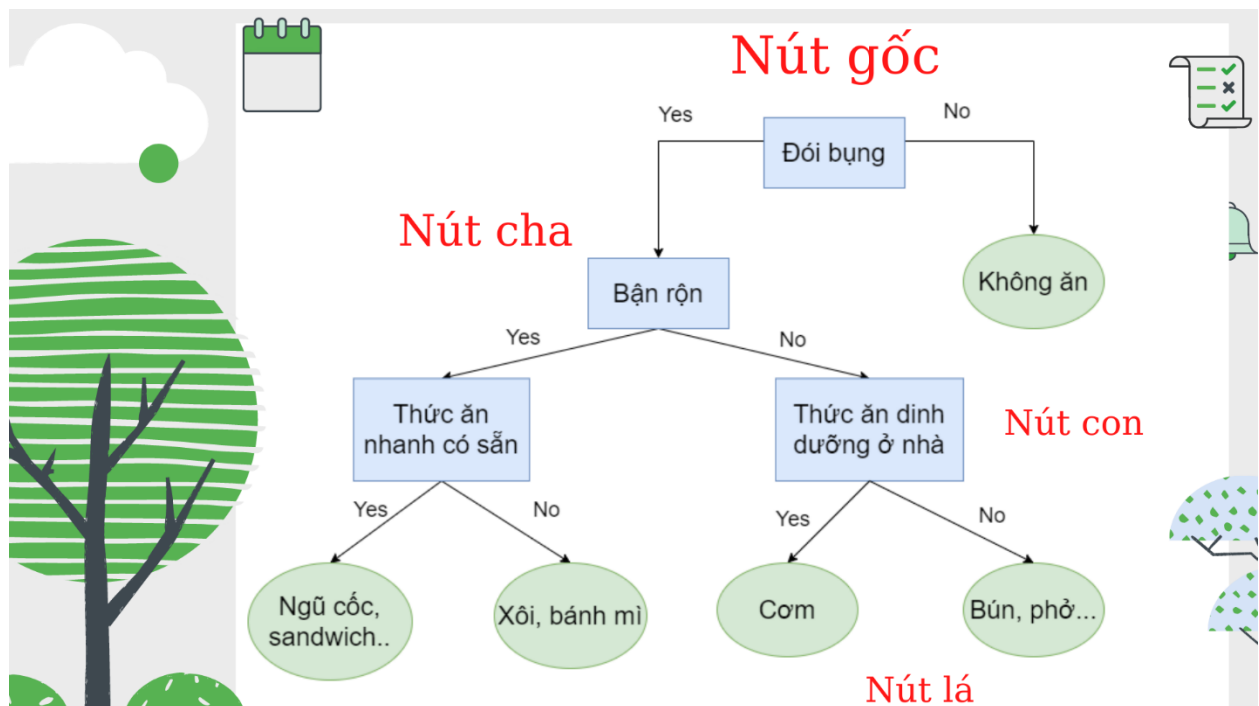 Nút gốc
Yes
No
Đói bụng
Nút cha
Bận rộn
Không ăn
Yes
No
Thức ăn
nhanh có sẵn
Thức ăn dinh
dưỡng ở nhà
Nút con
Yes
No
Yes
No
Ngũ cốc,
sandwich..
Xôi, bánh mì
Cơm
Bún, phở...
Nút lá